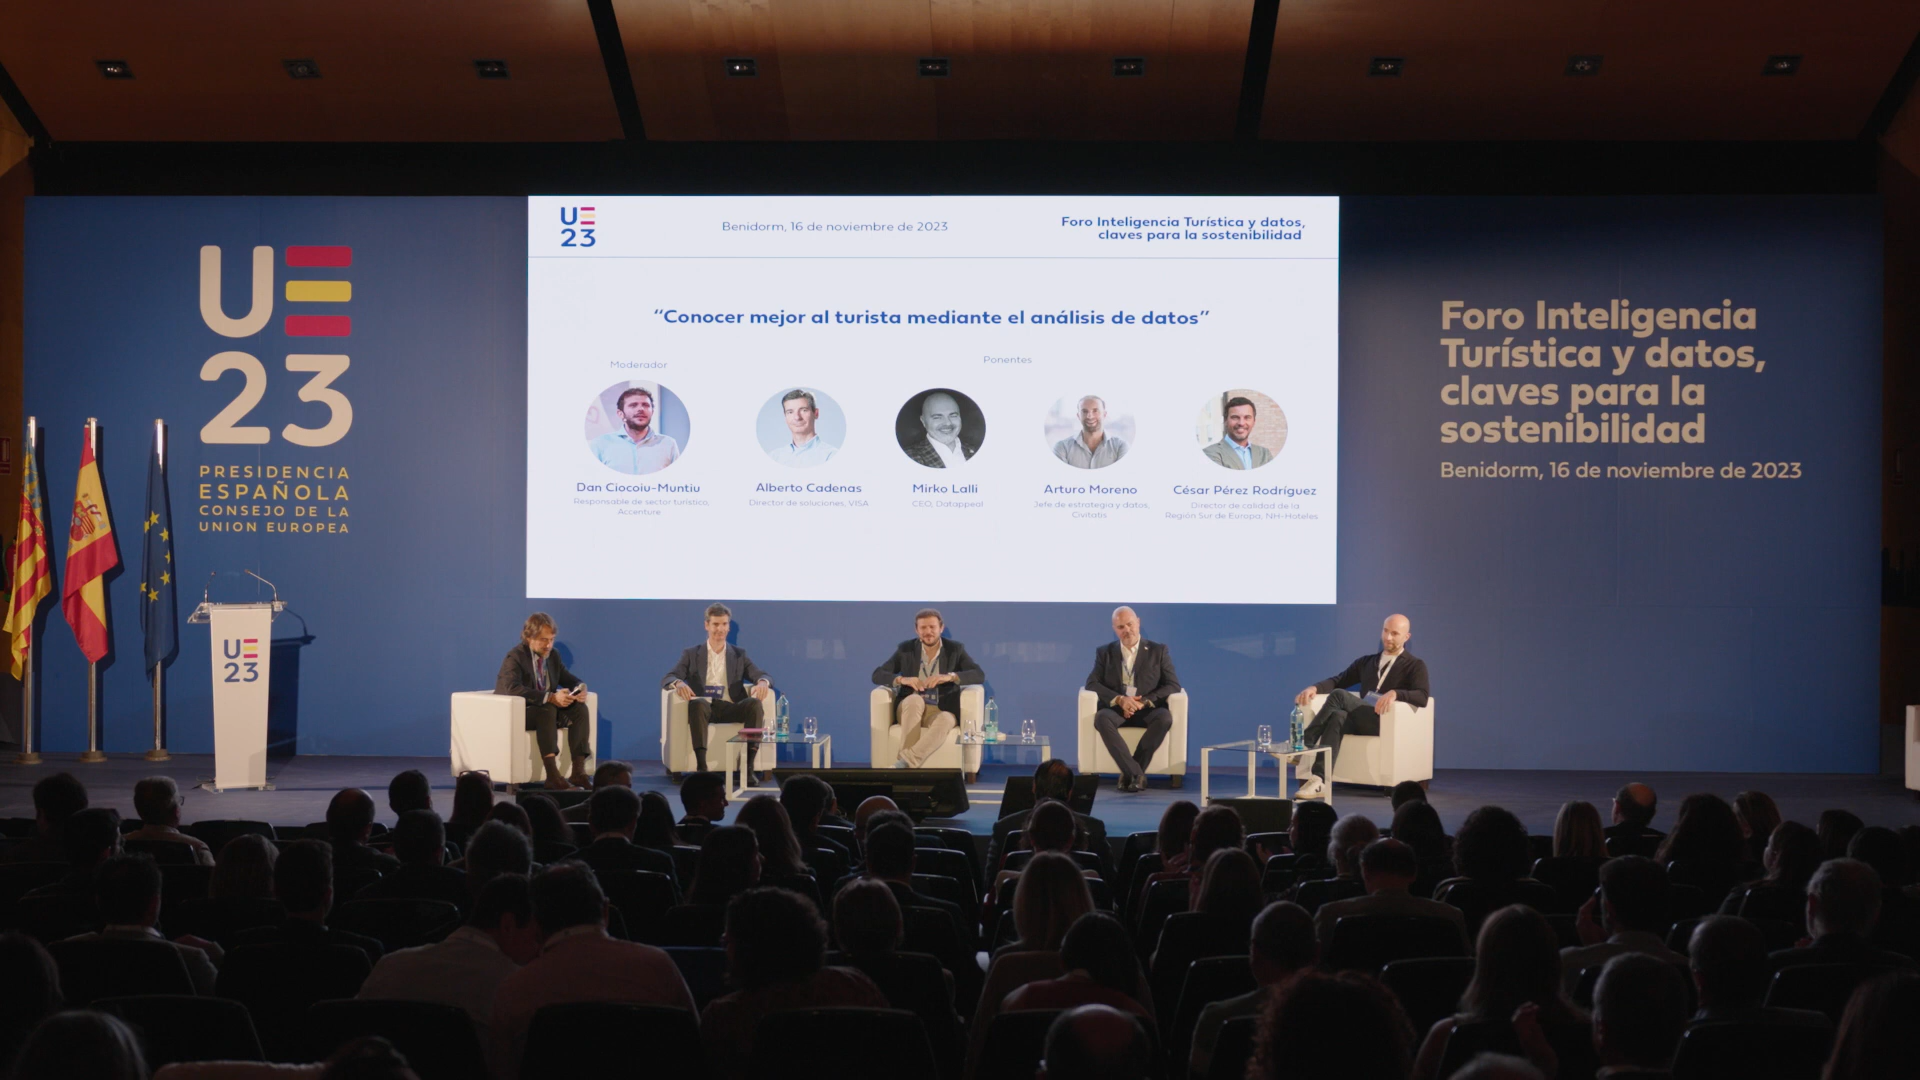 UE
23
PRESIDENCIA
ESPAÑOLA
CONSEJO DE LA
UNION EUROPEA
UE
23
Benidorm, 16 de noviembre de 2023
Foro Inteligencia Turística y datos,
claves para la sostenibilidad
“Conocer mejor al turista mediante el análisis de datos”
Moderador
Ponentes
Dan Ciocoiu-Muntiu
Responsable de sector turístico,
Accenture
Alberto Cadenas
Director de soluciones, VISA
Mirko Lalli
CEO, Datappeal
Arturo Moreno
Jefe de estrategia y datos,
Civitatis
César Pérez Rodríguez
Director de calidad de la
Región Sur de Europa, NH-Hoteles
Foro Inteligencia
Turística y datos,
claves para la
sostenibilidad
Benidorm, 16 de noviembre de 2023
UE
23